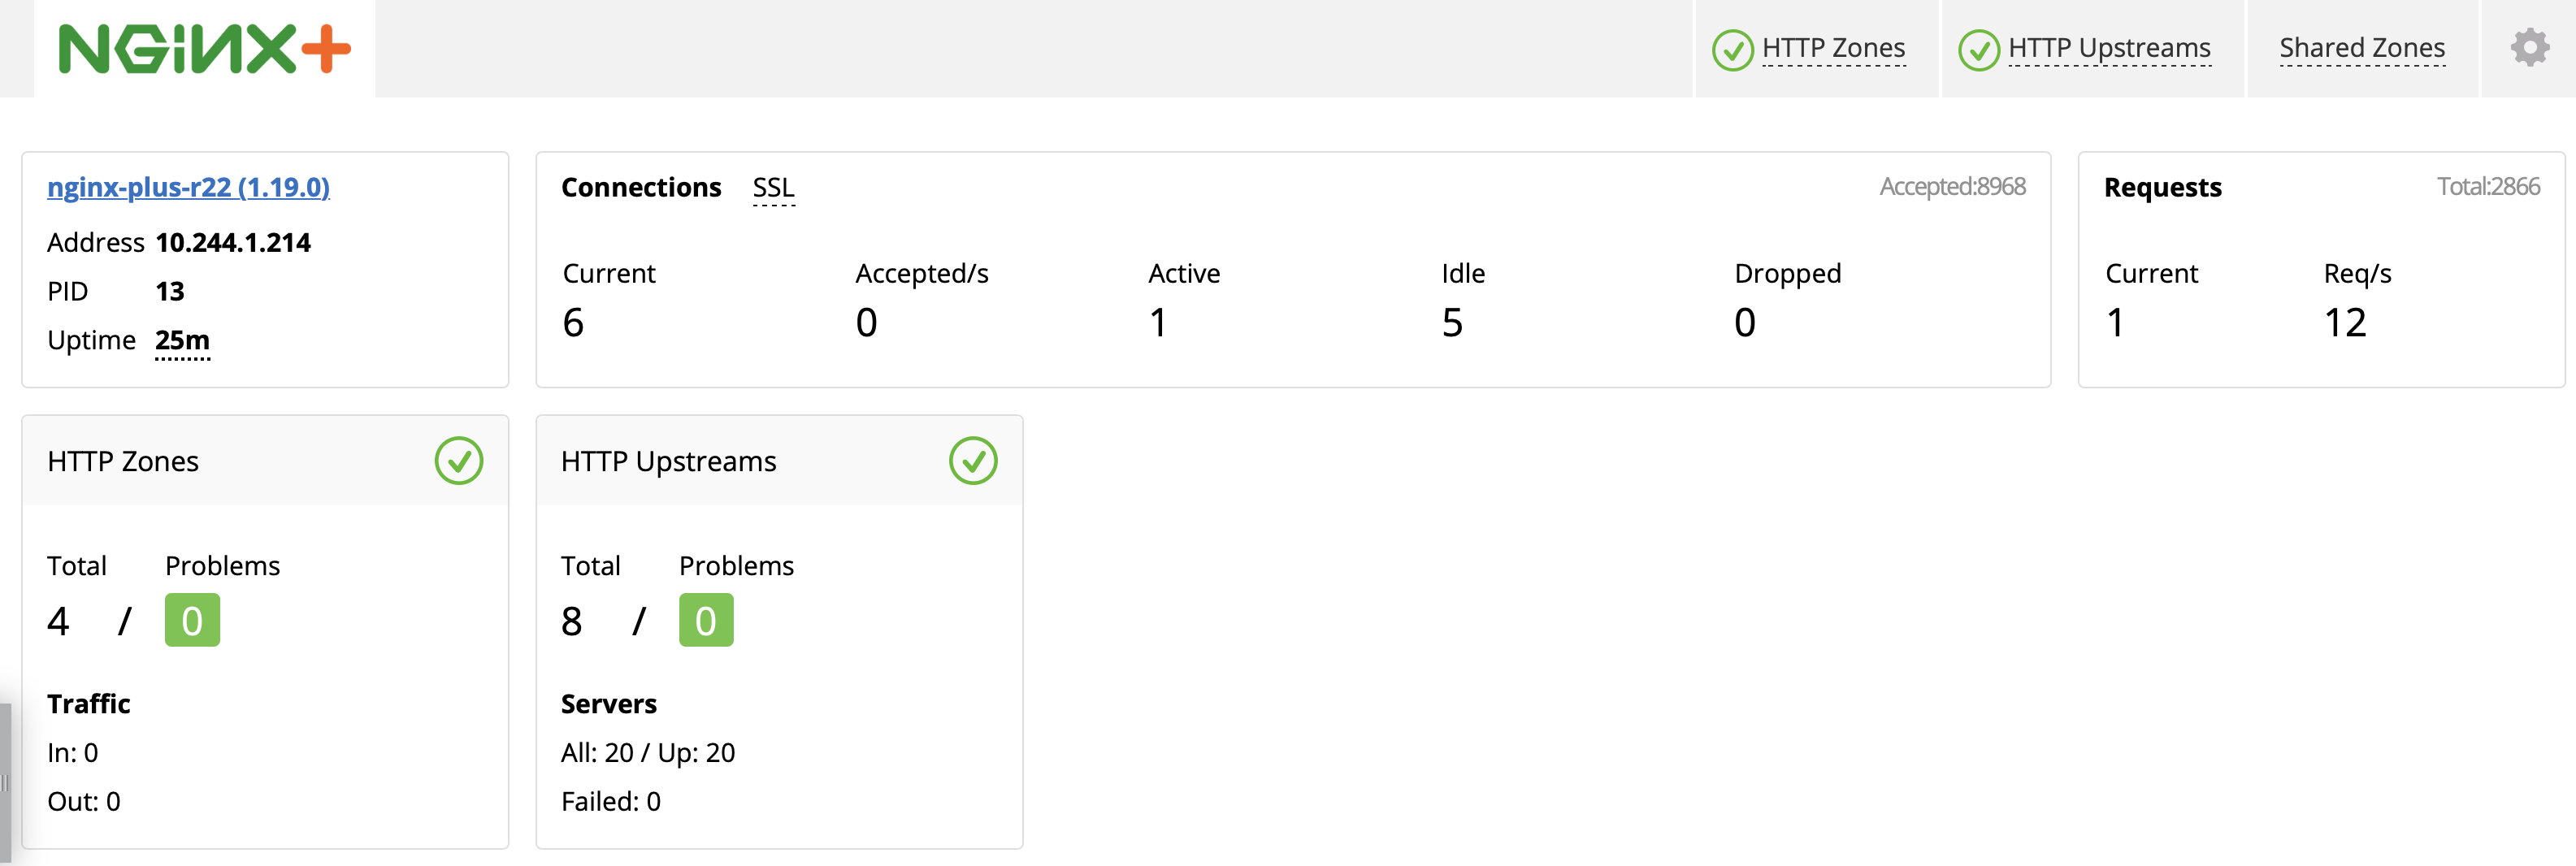 NGINX+
HTTP Zones
HTTP Upstreams
Shared Zones
nginx-plus-r22 (1.19.0)
Address 10.244.1.214
PID 13
Uptime 25m
Connections SSL Accepted:8968
Current Accepted/s Active Idle Dropped
6 0 1 5 0
Requests Total:2866
Current Req/s
1 12
HTTP Zones
Total Problems
4 / 0
Traffic
In: 0
Out: 0
HTTP Upstreams
Total Problems
8 / 0
Servers
All: 20 / Up: 20
Failed: 0